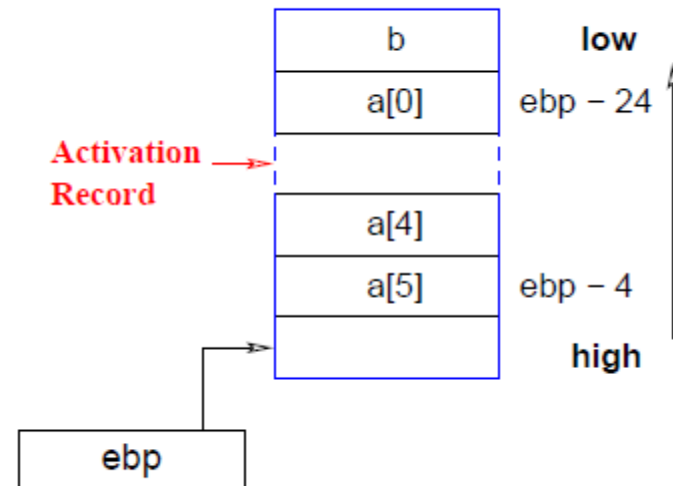 b
low
a[0]
ebp − 24
Activation
Record
a[4]
a[5]
ebp − 4
high
ebp